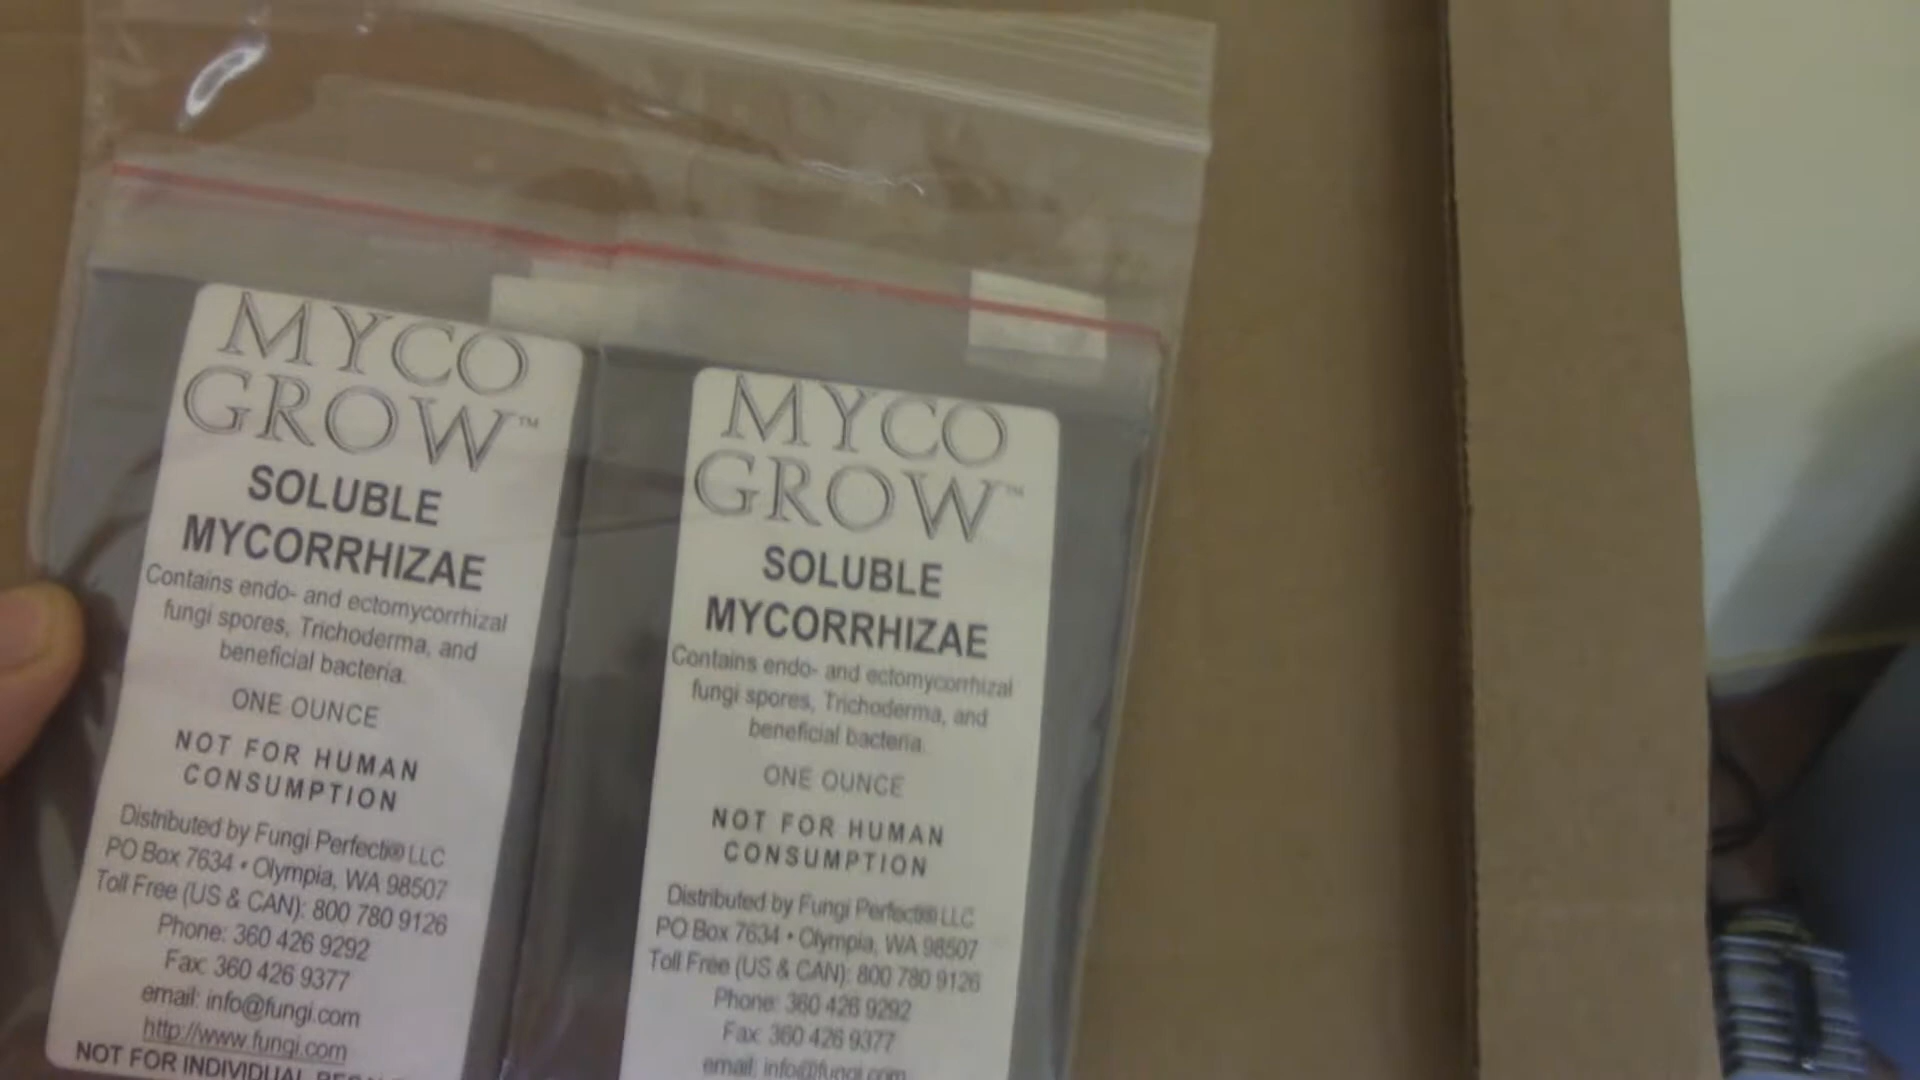 MYCO
GROW™
SOLUBLE
MYCORRHIZAE
Contains endo- and ectomycorrhizal
fungi spores, Trichoderma, and
beneficial bacteria.
ONE OUNCE
NOT FOR HUMAN
CONSUMPTION
Distributed by Fungi Perfecti® LLC
PO Box 7634 • Olympia, WA 98507
Toll Free (US & CAN): 800 780 9126
Phone: 360 426 9292
Fax: 360 426 9377
email: info@fungi.com
http://www.fungi.com
NOT FOR INDIVIDUAL
MYCO
GROW™
SOLUBLE
MYCORRHIZAE
Contains endo- and ectomycorrhizal
fungi spores, Trichoderma, and
beneficial bacteria.
ONE OUNCE
NOT FOR HUMAN
CONSUMPTION
Distributed by Fungi Perfecti® LLC
PO Box 7634 • Olympia, WA 98507
Toll Free (US & CAN): 800 780 9126
Phone: 360 426 9292
Fax: 360 426 9377
email: info@fungi.com